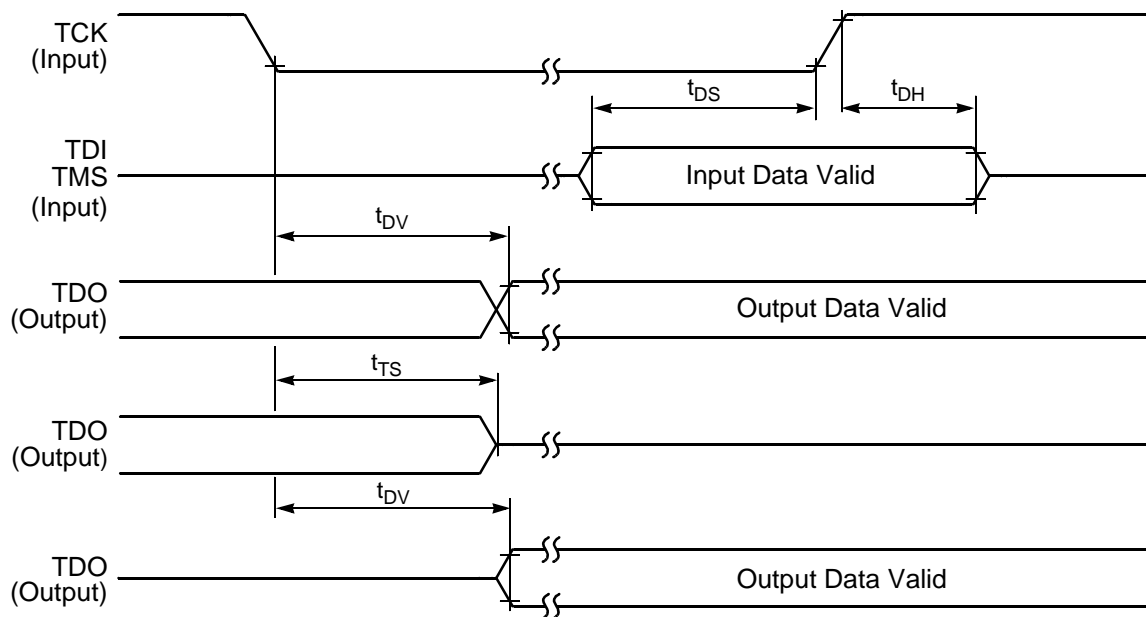 TCK
(Input)
tDS
tDH
TDI
TMS
(Input)
Input Data Valid
tDV
TDO
(Output)
Output Data Valid
tTS
TDO
(Output)
tDV
TDO
(Output)
Output Data Valid